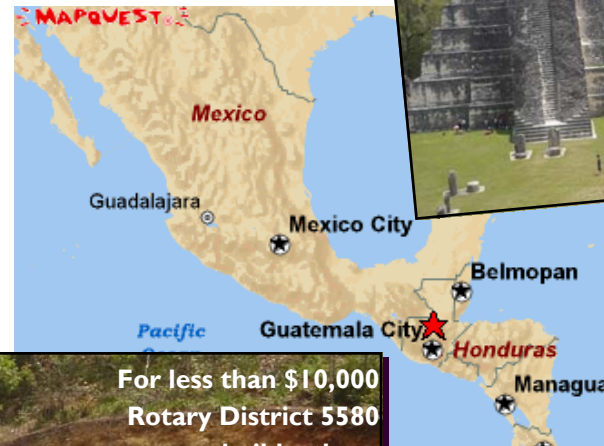 MAPQUEST
Mexico
Guadalajara
Mexico City
Belmopan
Pacific
Guatemala City
Honduras
Managua
For less than $10,000
Rotary District 5580